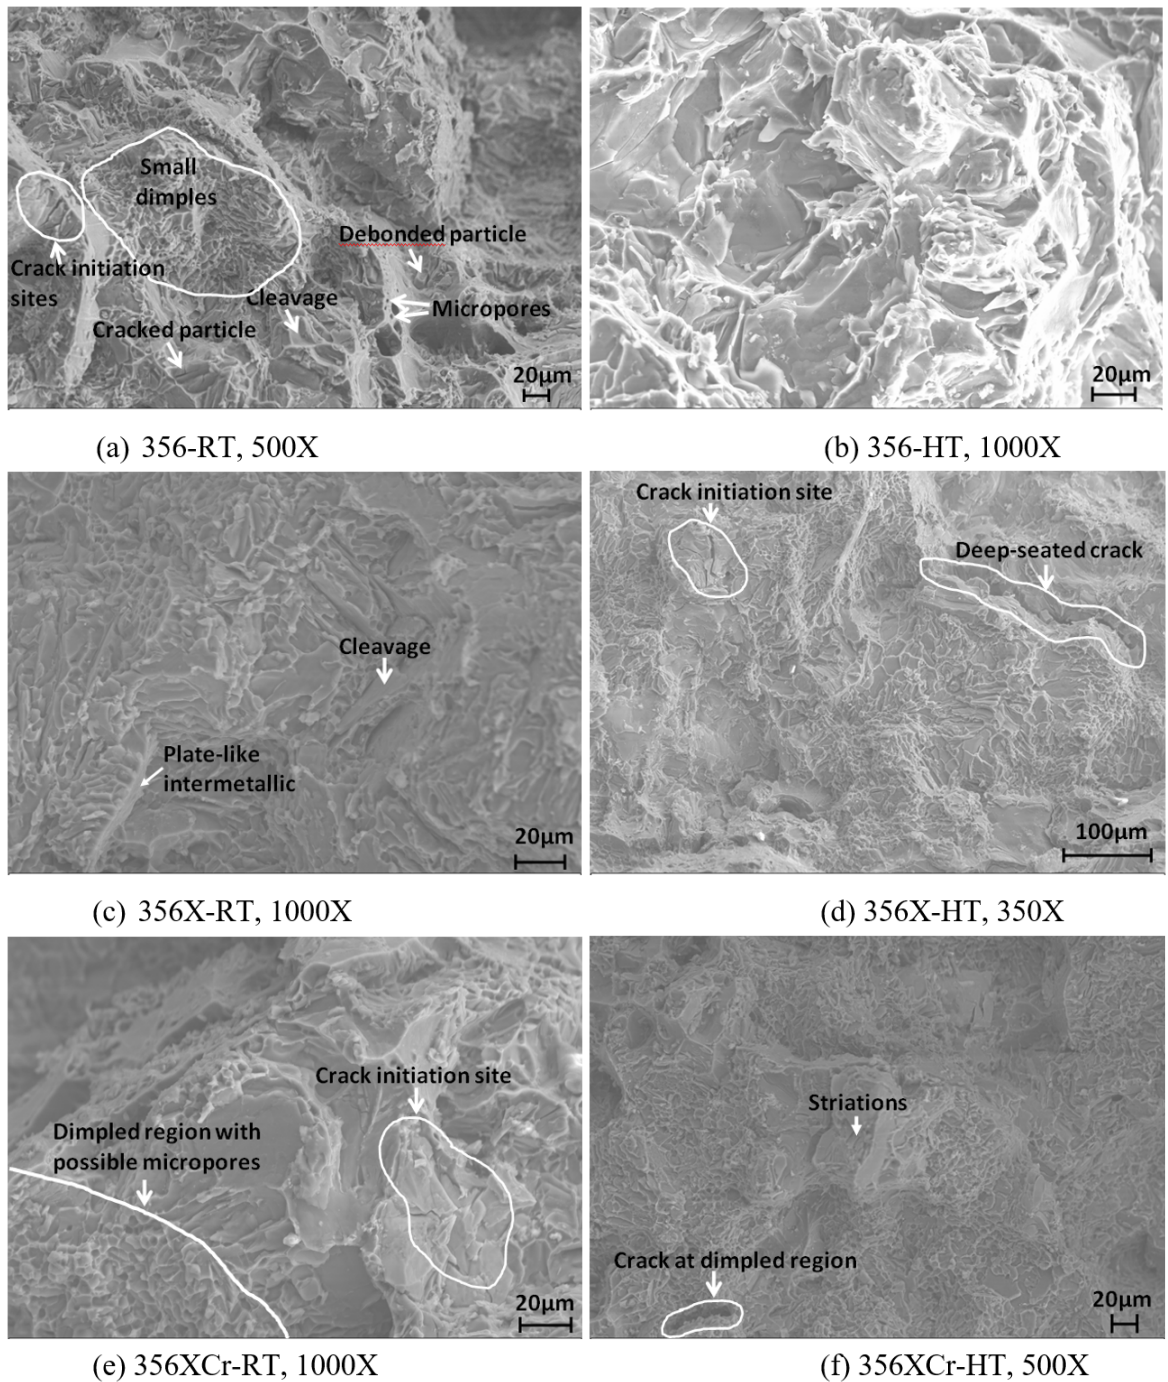 Small
dimples
Debonded particle
Crack initiation
sites
Cleavage
Micropores
Cracked particle
20µm
20µm
(a) 356-RT, 500X
(b) 356-HT, 1000X
Cleavage
Plate-like
intermetallic
20µm
Crack initiation site
Deep-seated crack
100µm
(c) 356X-RT, 1000X
(d) 356X-HT, 350X
Crack initiation site
Dimpled region with
possible micropores
20µm
Striations
Crack at dimpled region
20µm
(e) 356XCr-RT, 1000X
(f) 356XCr-HT, 500X